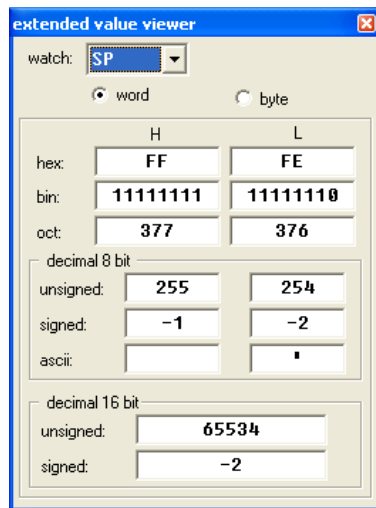 extended value viewer
watch: SP
word byte
H L
hex: FF FE
bin: 11111111 11111110
oct: 377 376
decimal 8 bit
unsigned: 255 254
signed: -1 -2
ascii: ■
decimal 16 bit
unsigned: 65534
signed: -2